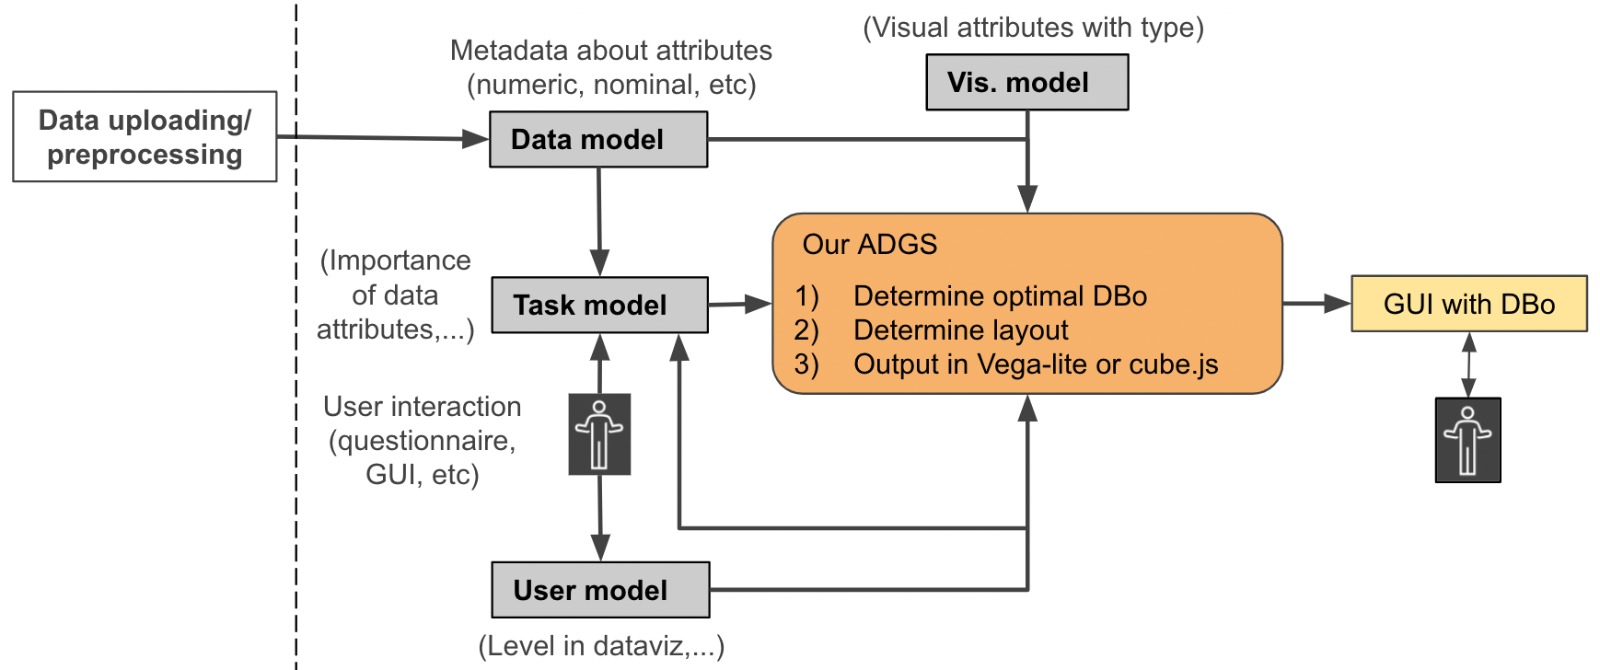 (Visual attributes with type)
Vis. model
Metadata about attributes
(numeric, nominal, etc)
Data uploading/
preprocessing
Data model
(Importance
of data
attributes,...)
Task model
Our ADGS
1) Determine optimal DBo
2) Determine layout
3) Output in Vega-lite or cube.js
GUI with DBo
User interaction
(questionnaire,
GUI, etc)
User model
(Level in dataviz,...)